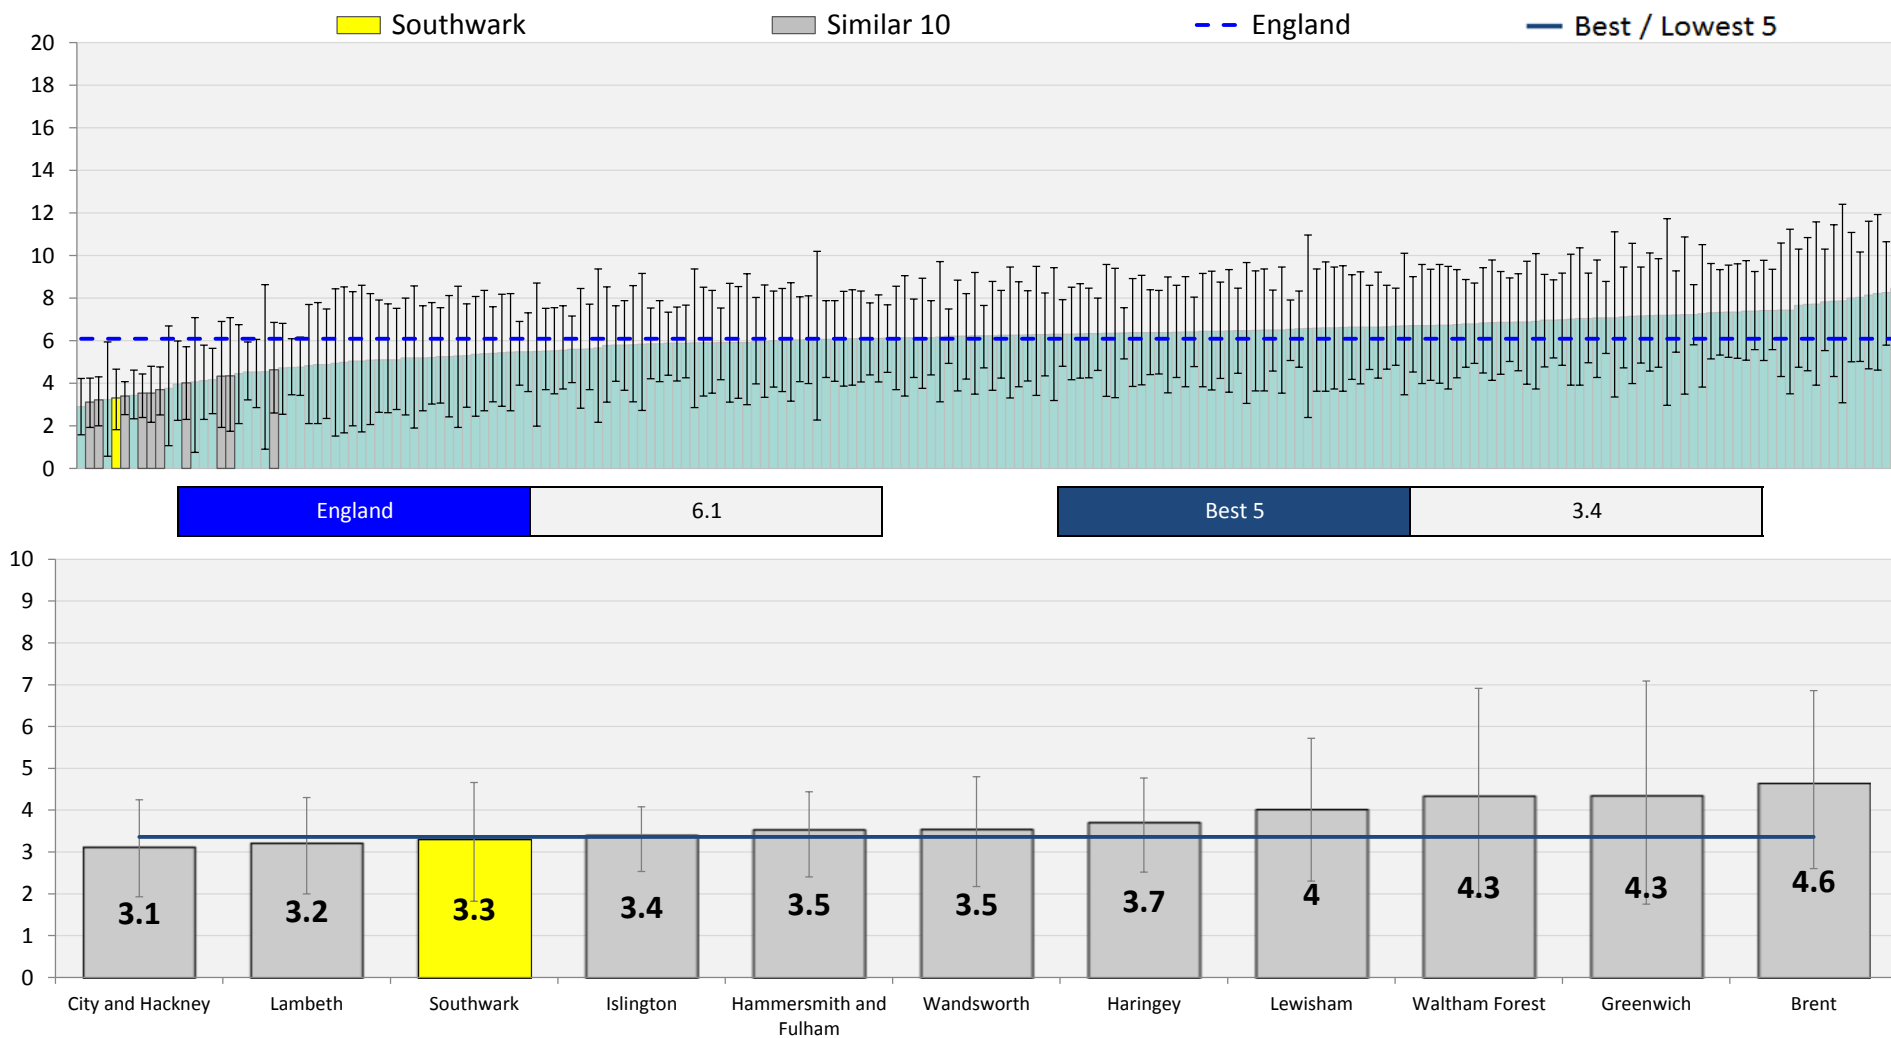 Southwark
Similar 10
England
Best / Lowest 5
20
18
16
14
12
10
8
6
4
2
0
England
6.1
Best 5
3.4
10
9
8
7
6
5
4
3
2
1
0
3.1
3.2
3.3
3.4
3.5
3.5
3.7
4
4.3
4.3
4.6
City and Hackney
Lambeth
Southwark
Islington
Hammersmith and
Fulham
Wandsworth
Haringey
Lewisham
Waltham Forest
Greenwich
Brent